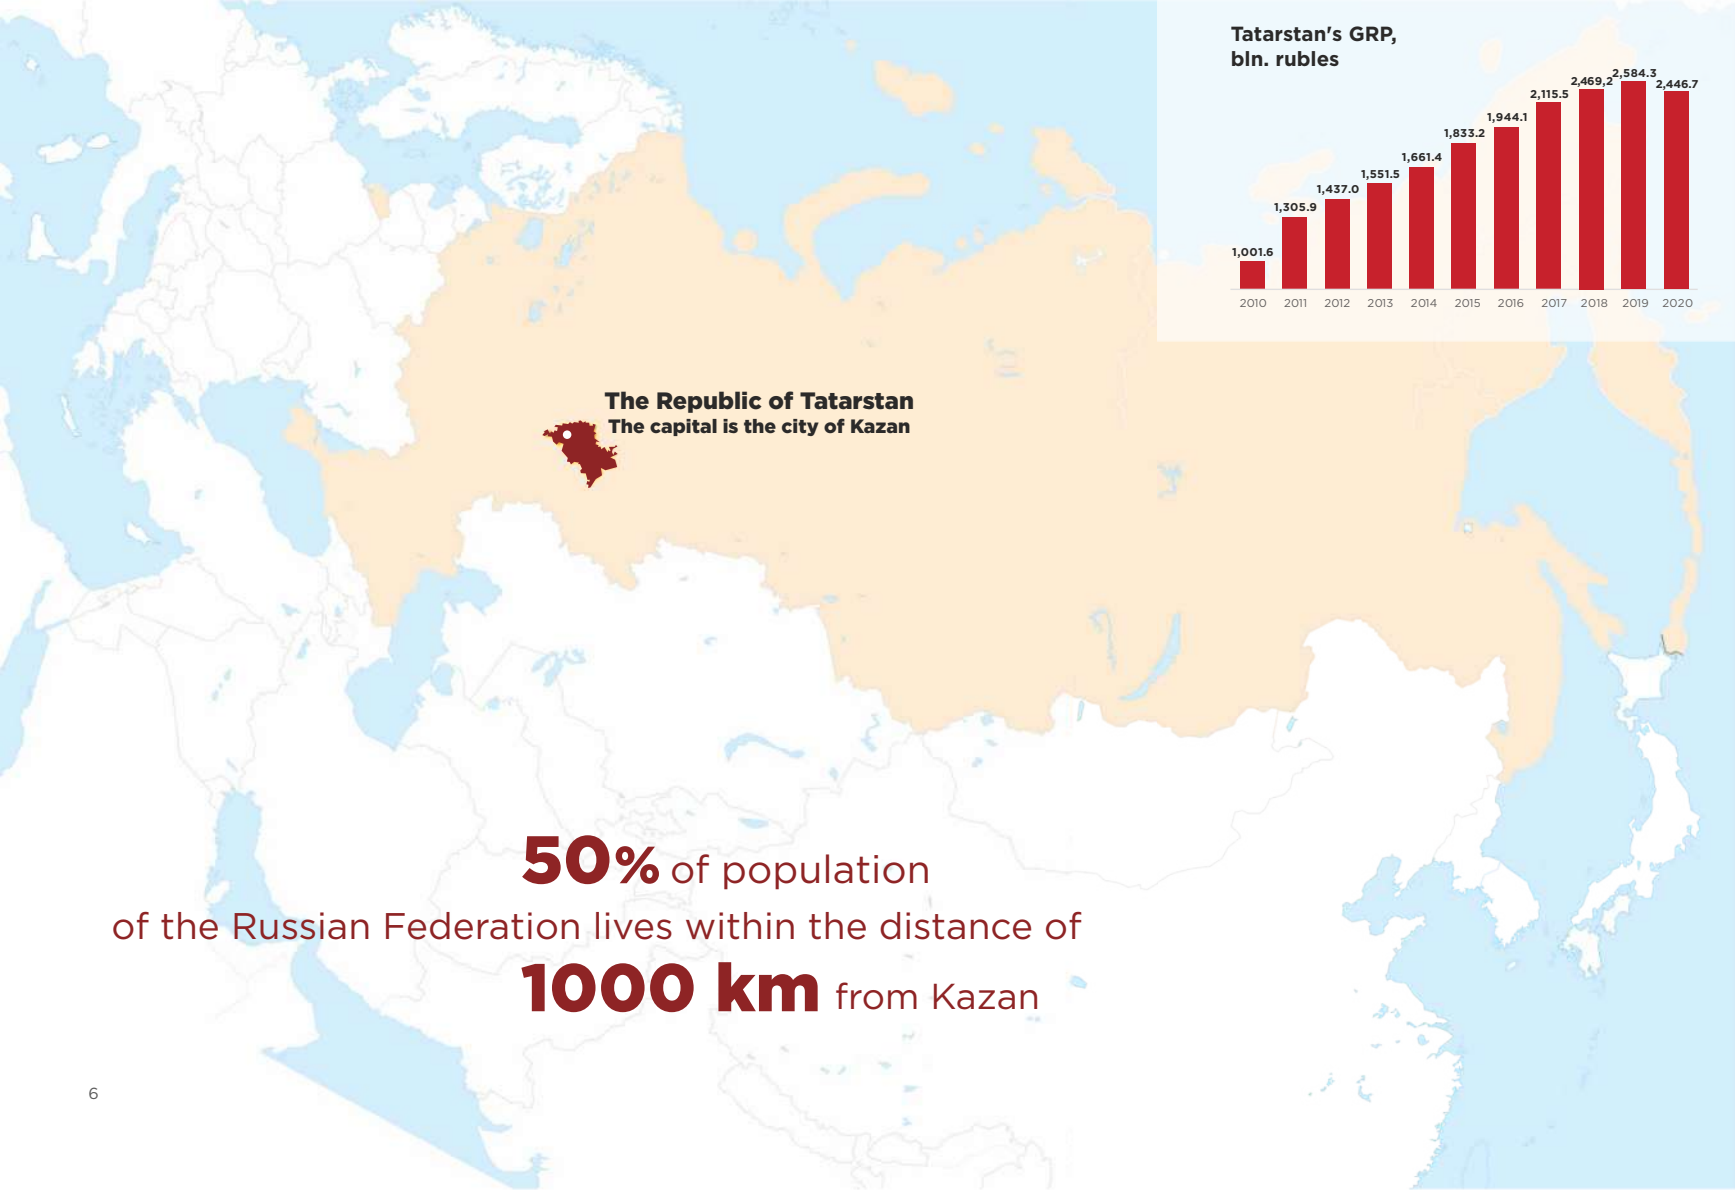 Tatarstan's GRP,
bln. rubles
1,001.6
1,305.9
1,437.0
1,551.5
1,661.4
1,833.2
1,944.1
2,115.5
2,469,2
2,584.3
2,446.7
2010 2011 2012 2013 2014 2015 2016 2017 2018 2019 2020
The Republic of Tatarstan
The capital is the city of Kazan
50% of population
of the Russian Federation lives within the distance of
1000 km from Kazan
6